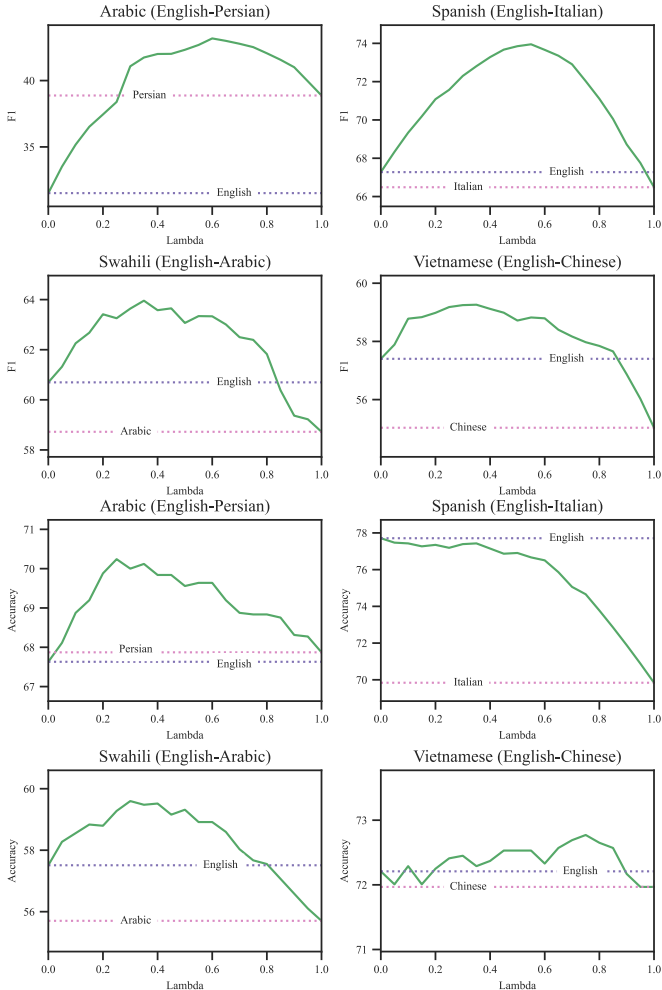 Arabic (English-Persian)
F1
40
35
Persian
English
0.0 0.2 0.4 0.6 0.8 1.0
Lambda
Spanish (English-Italian)
F1
74
72
70
68
66
English
Italian
0.0 0.2 0.4 0.6 0.8 1.0
Lambda
Swahili (English-Arabic)
F1
64
62
60
58
English
Arabic
0.0 0.2 0.4 0.6 0.8 1.0
Lambda
Vietnamese (English-Chinese)
F1
60
58
56
English
Chinese
0.0 0.2 0.4 0.6 0.8 1.0
Lambda
Arabic (English-Persian)
Accuracy
71
70
69
68
67
Persian
English
0.0 0.2 0.4 0.6 0.8 1.0
Lambda
Spanish (English-Italian)
Accuracy
78
76
74
72
70
English
Italian
0.0 0.2 0.4 0.6 0.8 1.0
Lambda
Swahili (English-Arabic)
Accuracy
60
58
56
English
Arabic
0.0 0.2 0.4 0.6 0.8 1.0
Lambda
Vietnamese (English-Chinese)
Accuracy
73
72
71
English
Chinese
0.0 0.2 0.4 0.6 0.8 1.0
Lambda